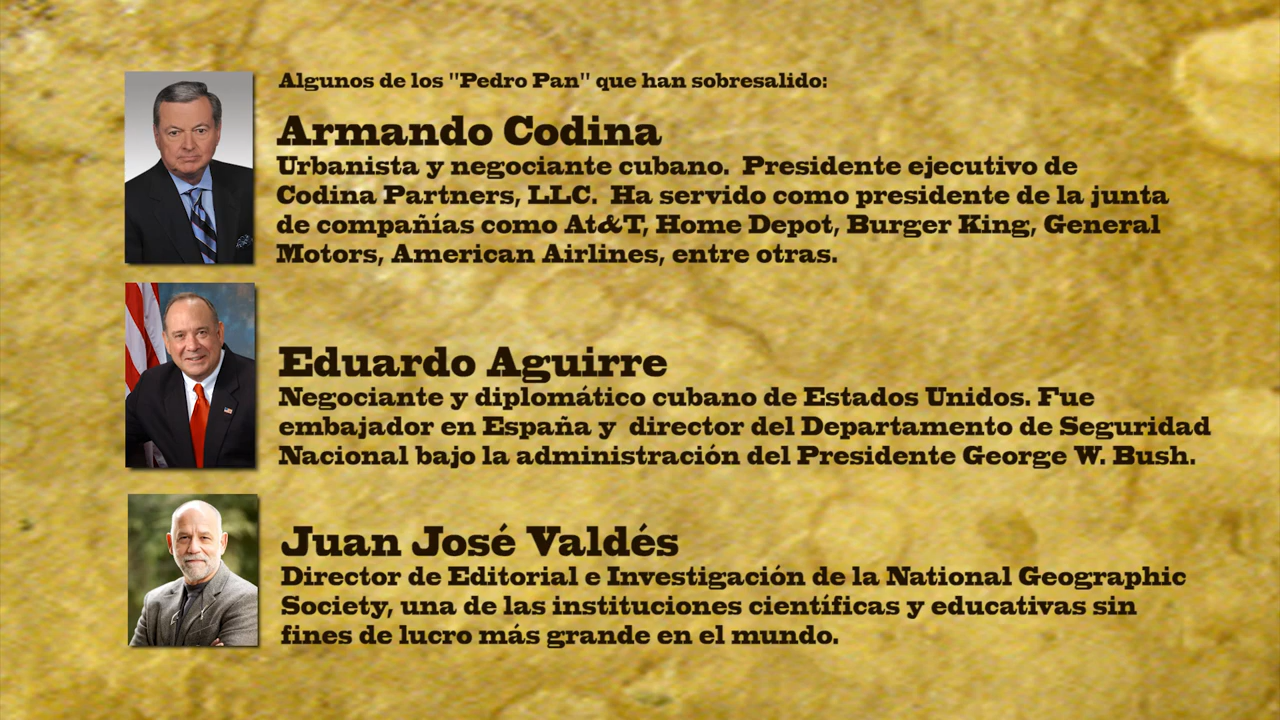 Algunos de los "Pedro Pan" que han sobresalido:
Armando Codina
Urbanista y negociante cubano. Presidente ejecutivo de
Codina Partners, LLC. Ha servido como presidente de la junta
de compañías como At&T, Home Depot, Burger King, General
Motors, American Airlines, entre otras.
Eduardo Aguirre
Negociante y diplomático cubano de Estados Unidos. Fue
embajador en España y director del Departamento de Seguridad
Nacional bajo la administración del Presidente George W. Bush.
Juan José Valdés
Director de Editorial e Investigación de la National Geographic
Society, una de las instituciones científicas y educativas sin
fines de lucro más grande en el mundo.